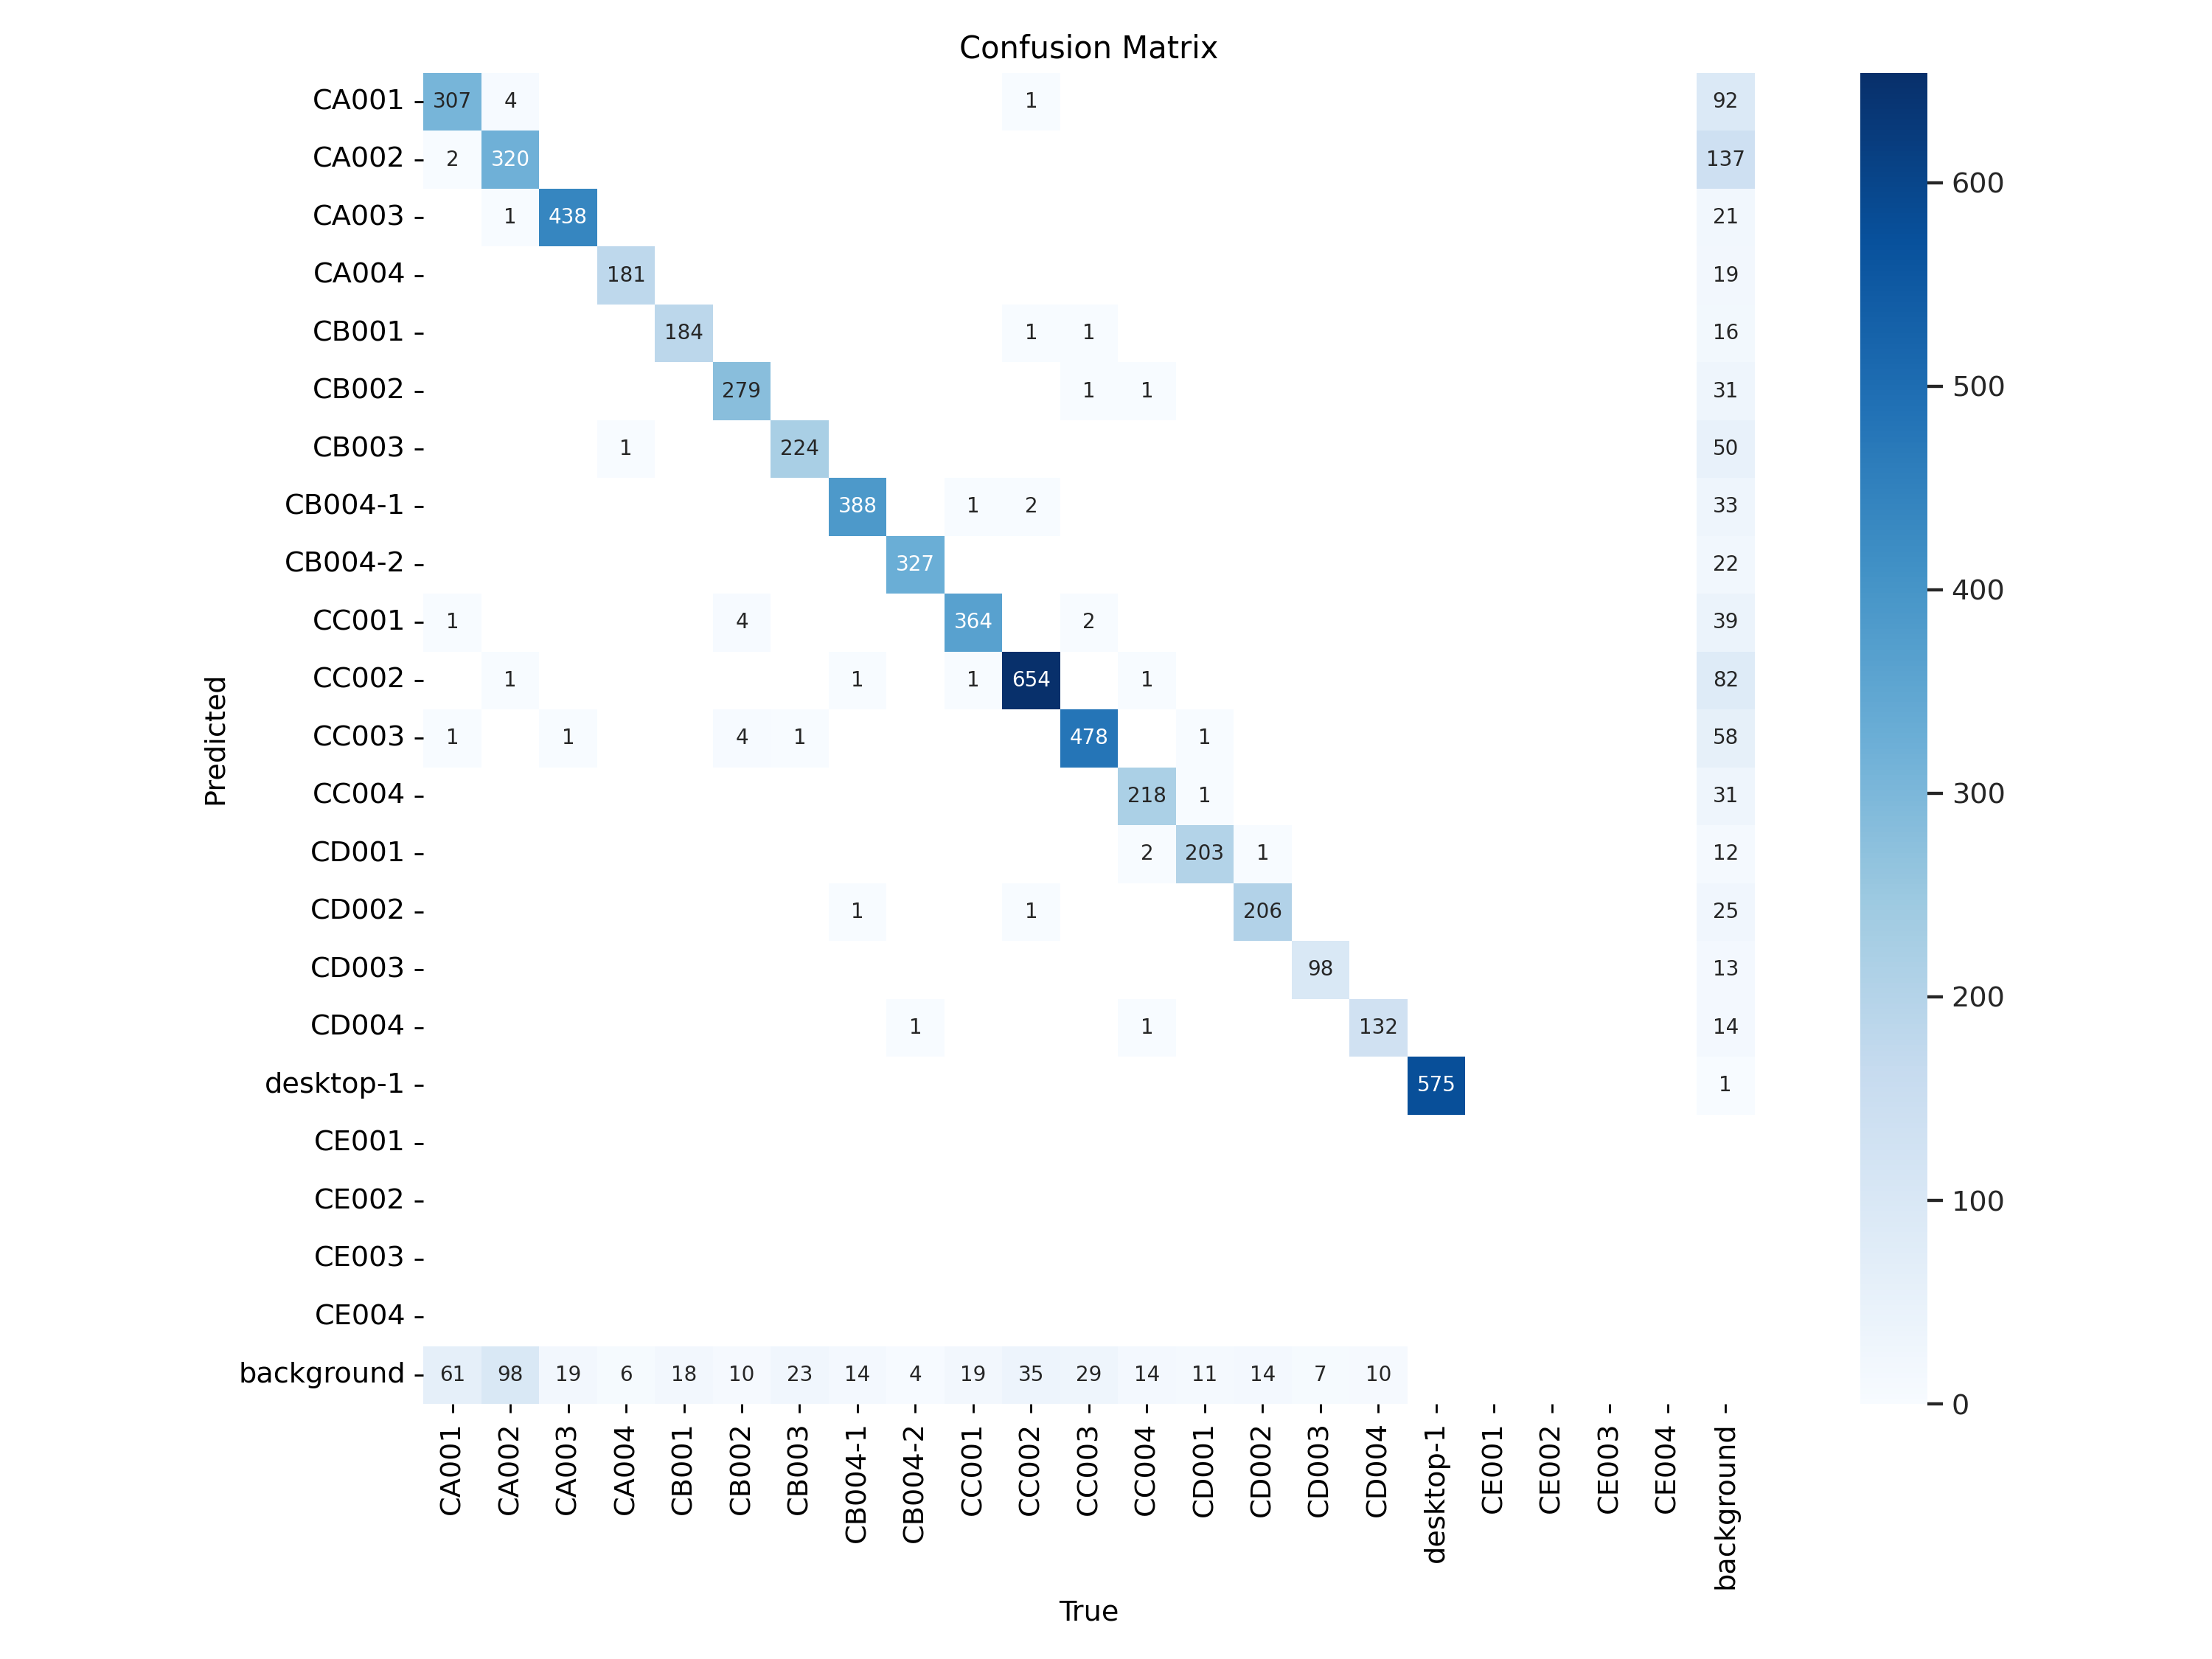 Confusion Matrix
CA001 307 4 1 92
CA002 2 320 137
CA003 1 438 21
CA004 181 19
CB001 184 1 1 16
CB002 279 1 1 31
CB003 1 224 50
CB004-1 388 1 2 33
CB004-2 327 22
CC001 1 4 364 2 39
CC002 1 1 1 654 1 82
CC003 1 1 4 1 478 1 58
CC004 218 1 31
CD001 2 203 1 12
CD002 1 1 206 25
CD003 98 13
CD004 1 1 132 14
desktop-1 575 1
CE001
CE002
CE003
CE004
background 61 98 19 6 18 10 23 14 4 19 35 29 14 11 14 7 10
Predicted
CA001 CA002 CA003 CA004 CB001 CB002 CB003 CB004-1 CB004-2 CC001 CC002 CC003 CC004 CD001 CD002 CD003 CD004 desktop-1 CE001 CE002 CE003 CE004 background
True
600
500
400
300
200
100
0